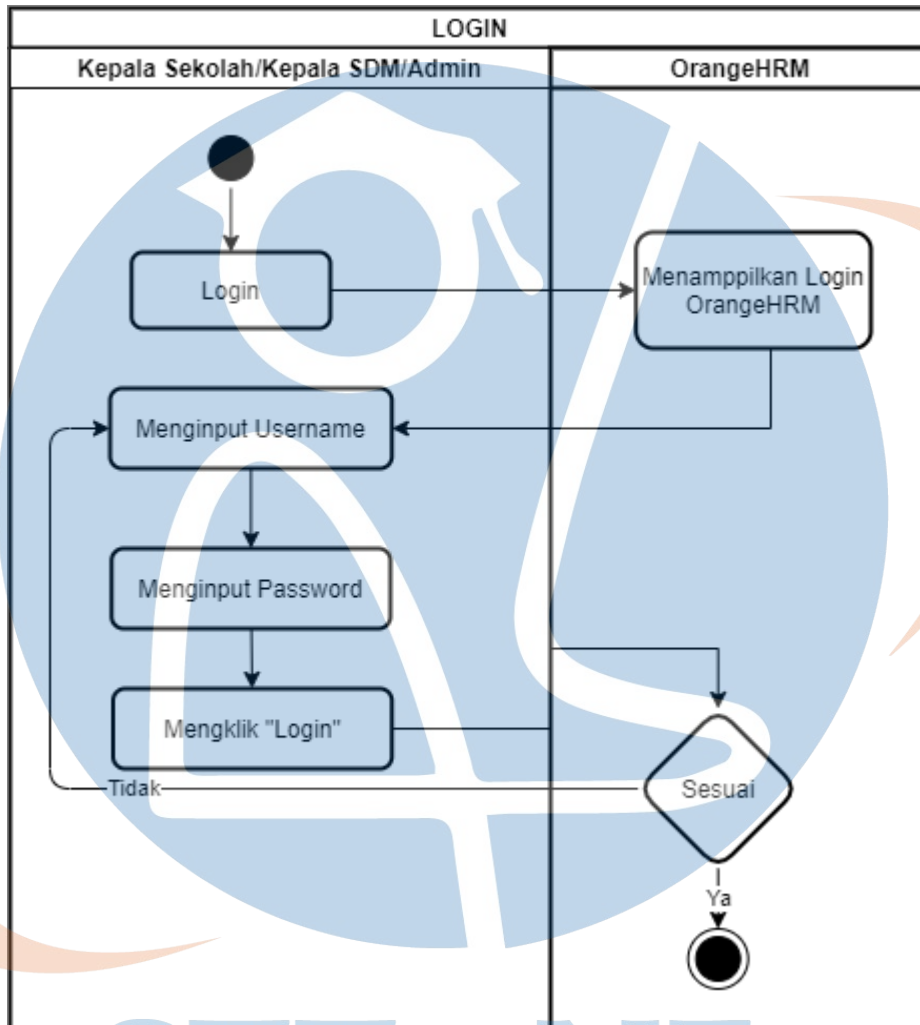 LOGIN
Kepala Sekolah/Kepala SDM/Admin
OrangeHRM
Login
Menamppilkan Login
OrangeHRM
Menginput Username
Menginput Password
Mengklik "Login"
Tidak
Sesuai
Ya